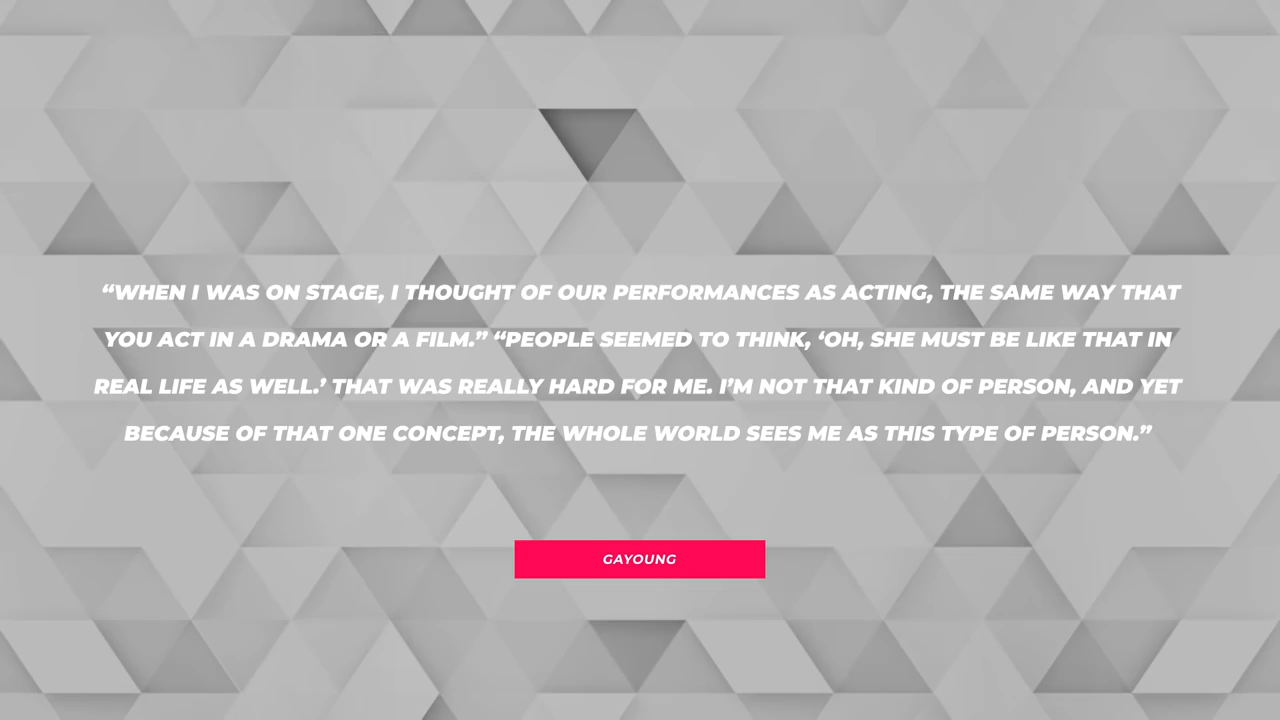 “WHEN I WAS ON STAGE, I THOUGHT OF OUR PERFORMANCES AS ACTING, THE SAME WAY THAT
YOU ACT IN A DRAMA OR A FILM.” “PEOPLE SEEMED TO THINK, ‘OH, SHE MUST BE LIKE THAT IN
REAL LIFE AS WELL.’ THAT WAS REALLY HARD FOR ME. I’M NOT THAT KIND OF PERSON, AND YET
BECAUSE OF THAT ONE CONCEPT, THE WHOLE WORLD SEES ME AS THIS TYPE OF PERSON.”
GAYOUNG